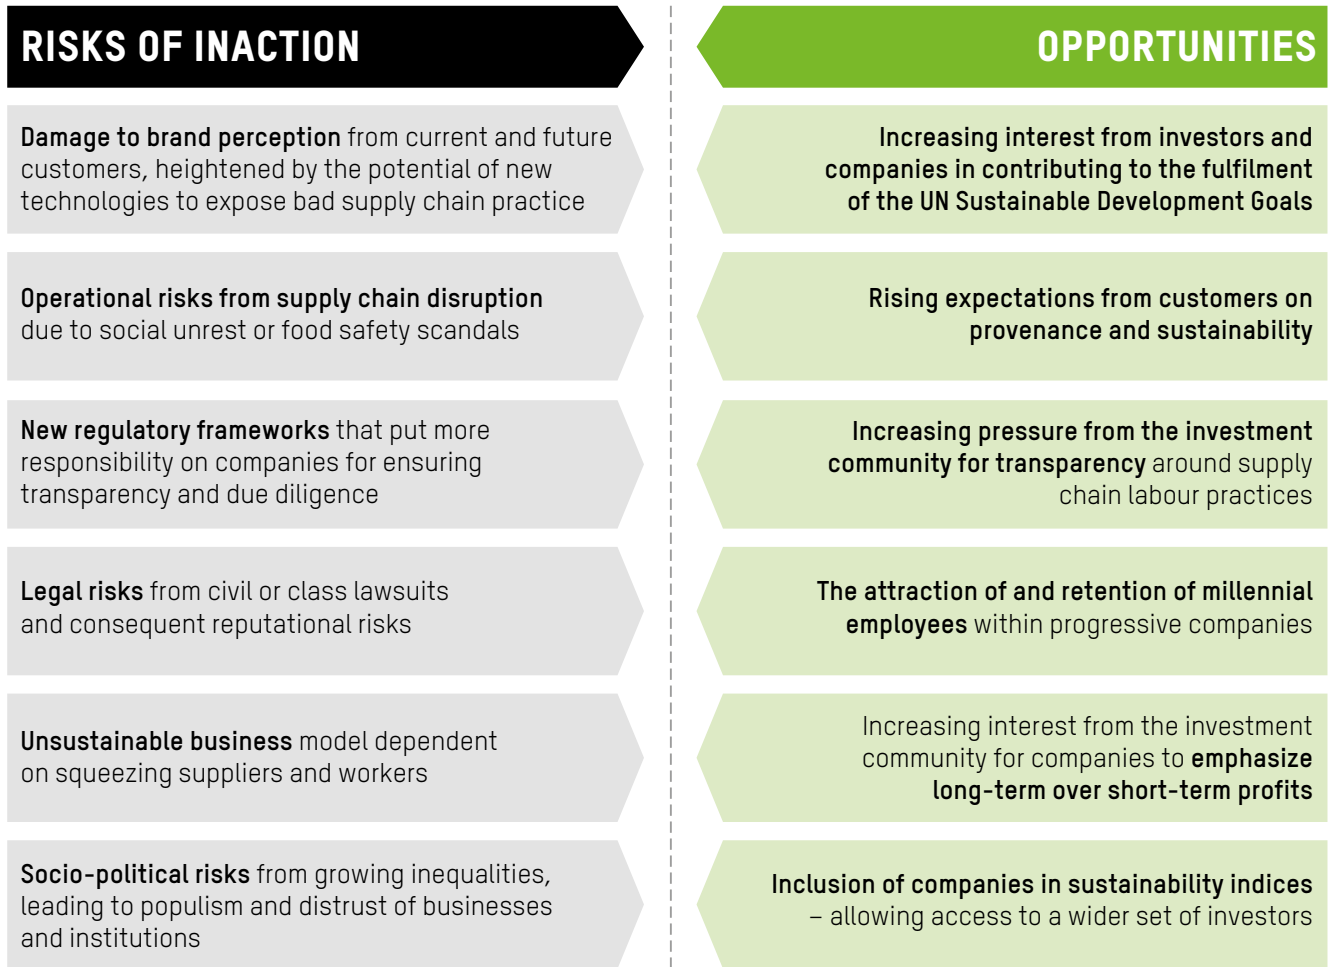 RISKS OF INACTION
Damage to brand perception from current and future
customers, heightened by the potential of new
technologies to expose bad supply chain practice
Operational risks from supply chain disruption
due to social unrest or food safety scandals
New regulatory frameworks that put more
responsibility on companies for ensuring
transparency and due diligence
Legal risks from civil or class lawsuits
and consequent reputational risks
Unsustainable business model dependent
on squeezing suppliers and workers
Socio-political risks from growing inequalities,
leading to populism and distrust of businesses
and institutions
OPPORTUNITIES
Increasing interest from investors and
companies in contributing to the fulfilment
of the UN Sustainable Development Goals
Rising expectations from customers on
provenance and sustainability
Increasing pressure from the investment
community for transparency around supply
chain labour practices
The attraction of and retention of millennial
employees within progressive companies
Increasing interest from the investment
community for companies to emphasize
long-term over short-term profits
Inclusion of companies in sustainability indices
– allowing access to a wider set of investors